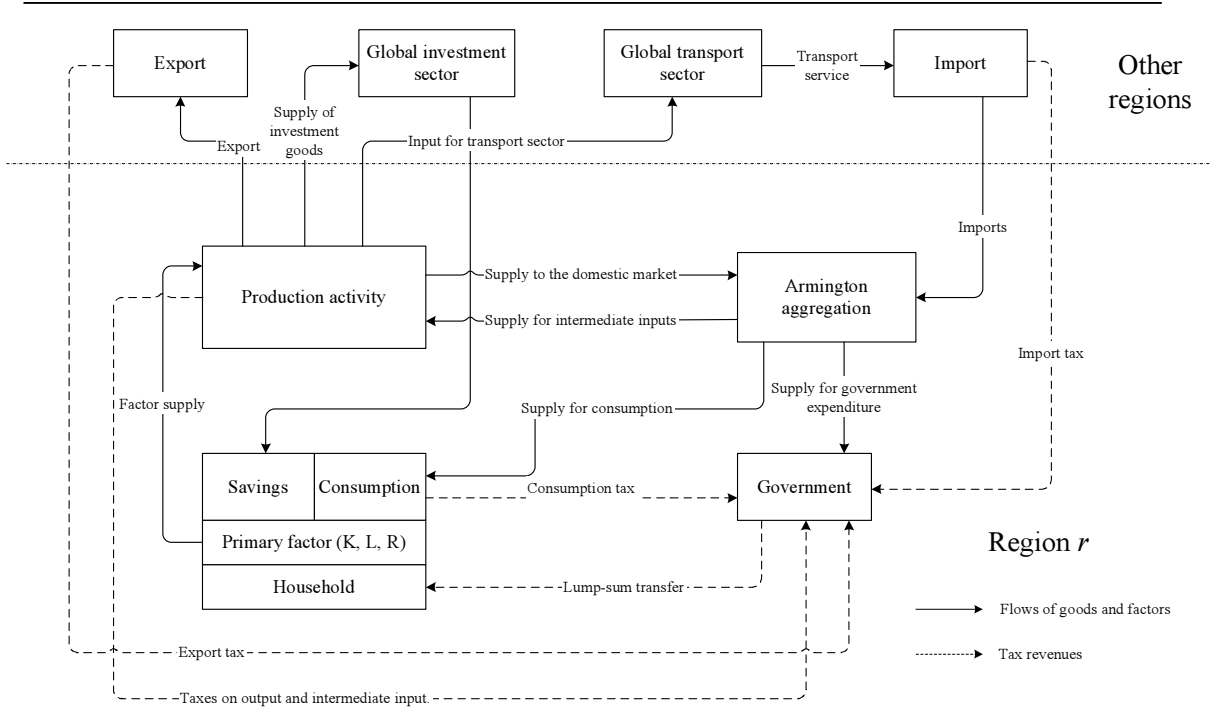 Export
Global investment
sector
Global transport
sector
Transport
service
Import
Other
regions
Supply of
investment
goods
Export
Input for transport sector
Imports
Production activity
Supply to the domestic market
Supply for intermediate inputs
Armington
aggregation
Import tax
Factor supply
Supply for consumption
Supply for government
expenditure
Savings
Consumption
Consumption tax
Government
Primary factor (K, L, R)
Region r
Household
Lump-sum transfer
Flows of goods and factors
Export tax
Tax revenues
Taxes on output and intermediate input.